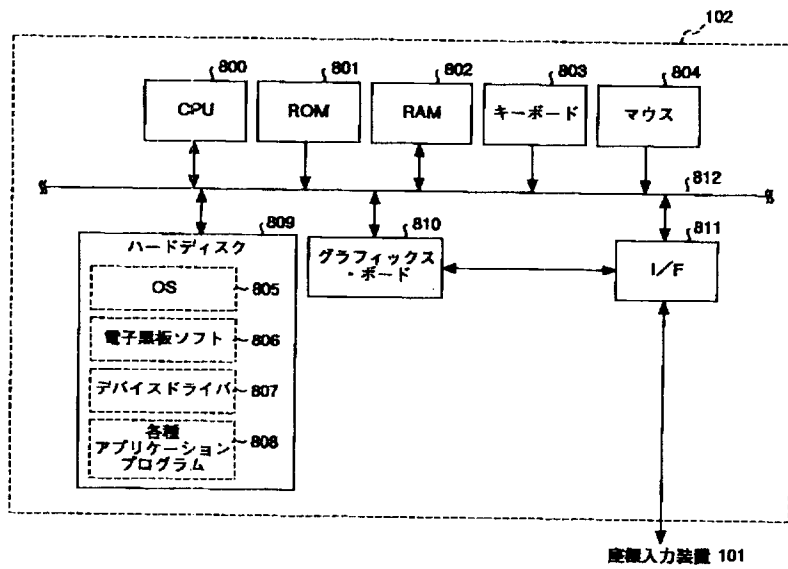 102
800
801
802
803
804
CPU
ROM
RAM
キーボード
マウス
812
809
810
811
ハードディスク
グラフィックス
・ボード
I/F
OS
805
電子黒板ソフト
806
デバイスドライバ
807
各種
アプリケーション
プログラム
808
座標入力装置 101